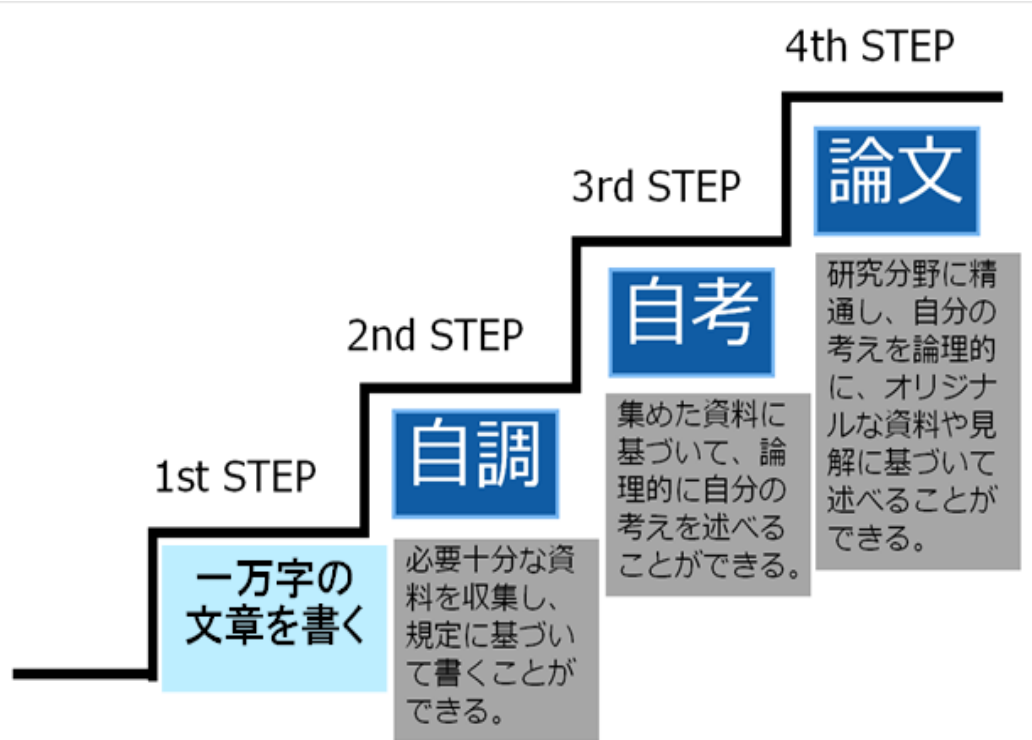 4th STEP
論文
研究分野に精
通し、自分の
考えを論理的
に、オリジナ
ルな資料や見
解に基づいて
述べることが
できる。
3rd STEP
自考
集めた資料に
基づいて、論
理的に自分の
考えを述べる
ことができる。
2nd STEP
自調
必要十分な資
料を収集し、
規定に基づい
て書くことが
できる。
1st STEP
一万字の
文章を書く